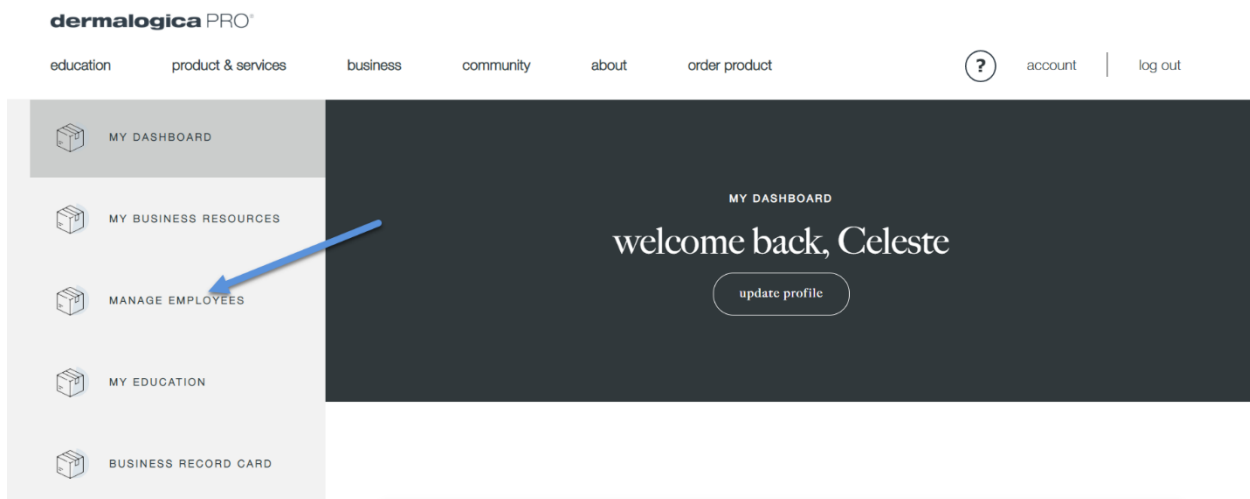 dermalogica PRO®
education product & services business community about order product ? account log out
MY DASHBOARD
MY BUSINESS RESOURCES
MANAGE EMPLOYEES
MY EDUCATION
BUSINESS RECORD CARD
MY DASHBOARD
welcome back, Celeste
update profile